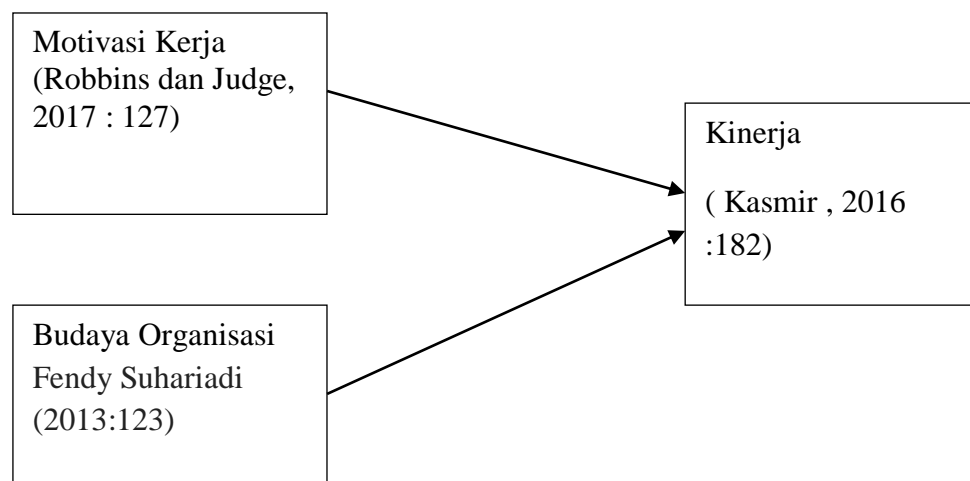 Motivasi Kerja
(Robbins dan Judge,
2017 : 127)
Kinerja
( Kasmir , 2016
:182)
Budaya Organisasi
Fendy Suhariadi
(2013:123)